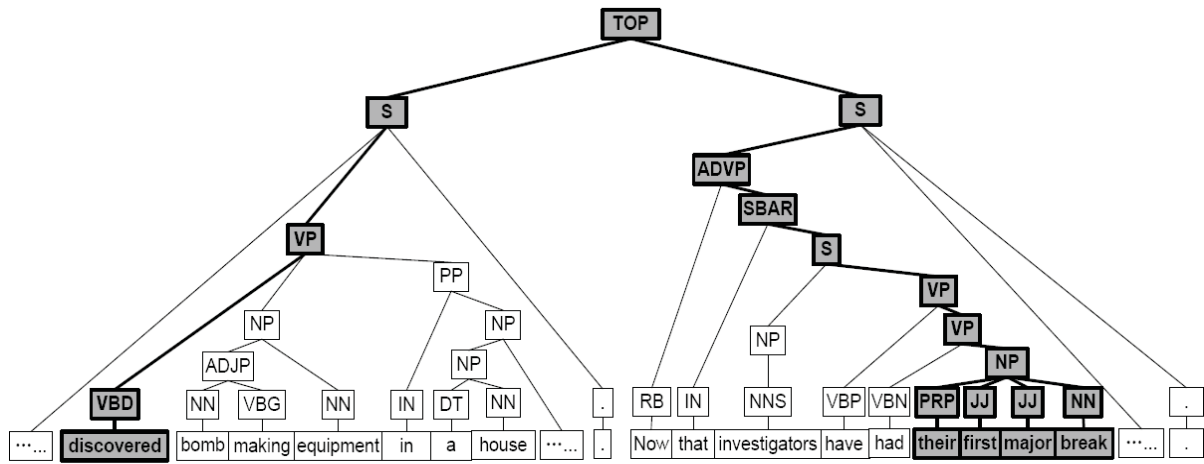 TOP
S S
ADVP
SBAR
VP S
PP VP
NP NP NP VP
ADJP NP NP
VBD NN VBG NN IN DT NN . RB IN NNS VBP VBN PRP JJ JJ NN .
...... discovered bomb making equipment in a house ...... . Now that investigators have had their first major break ...... .